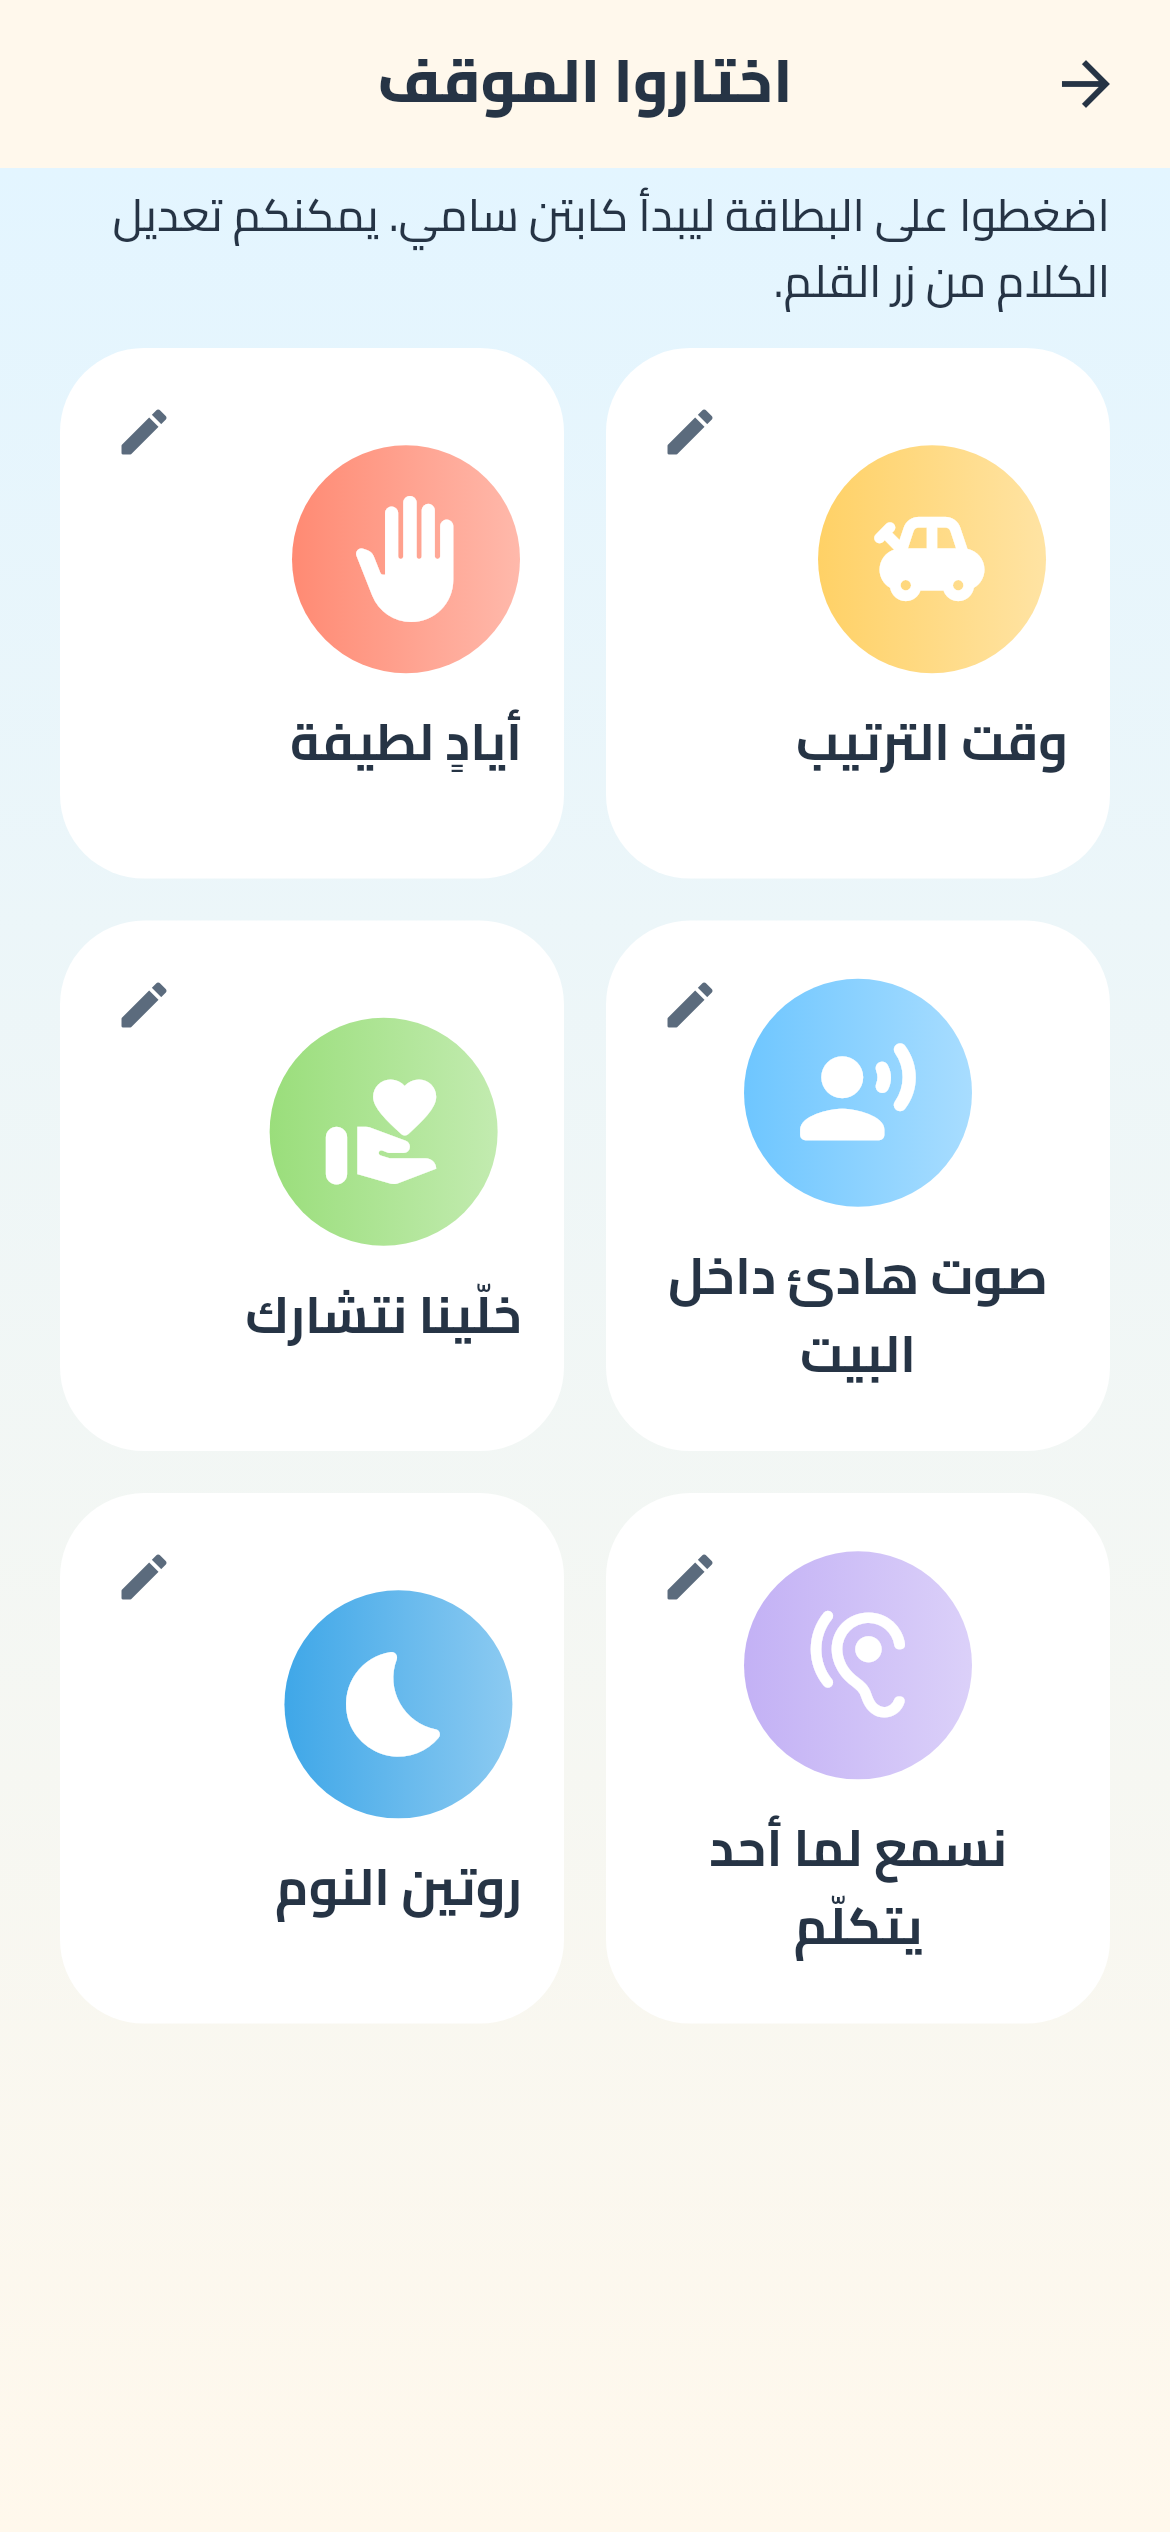 اختاروا الموقف
اضغطوا على البطاقة ليبدأ كابتن سامي. يمكنكم تعديل
الكلام من زر القلم.
وقت الترتيب
أيادٍ لطيفة
صوت هادئ داخل
البيت
خلّينا نتشارك
نسمع لما أحد
يتكلّم
روتين النوم